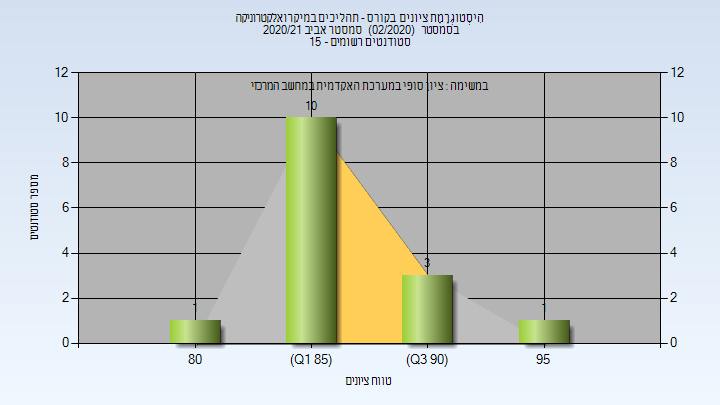 היסטוגרמת ציונים בקורס - תהליכים במיקרואלקטרוניקה
בסמסטר (02/2020) סמסטר אביב 2020/21
סטודנטים רשומים - 15
במשימה : ציון סופי במערכת האקדמית במחשב המרכזי
12 12
10 10
8 8
6 6
4 4
2 2
0 0
1 10 3 1
80 (Q1 85) (Q3 90) 95
מספר סטודנטים
טווח ציונים